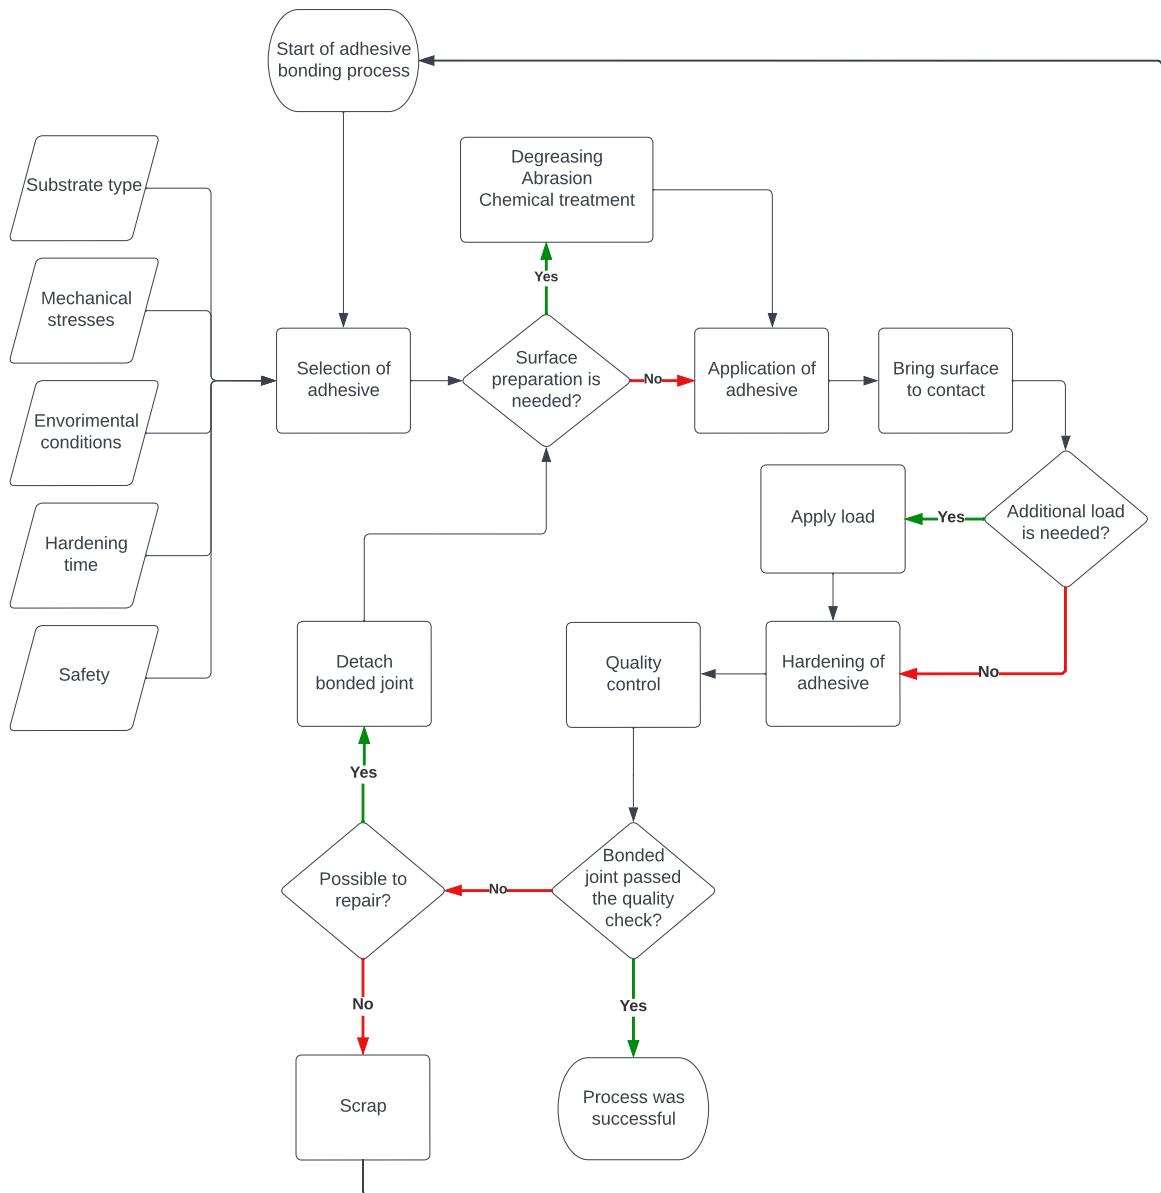 Start of adhesive
bonding process
Substrate type
Degreasing
Abrasion
Chemical treatment
Mechanical
stresses
Yes
Selection of
adhesive
Surface
preparation is
needed?
No
Application of
adhesive
Bring surface
to contact
Envorimental
conditions
Apply load
Yes
Additional load
is needed?
Hardening
time
Safety
Detach
bonded joint
Quality
control
Hardening of
adhesive
No
Yes
Possible to
repair?
No
Bonded
joint passed
the quality
check?
No
Yes
Scrap
Process was
successful